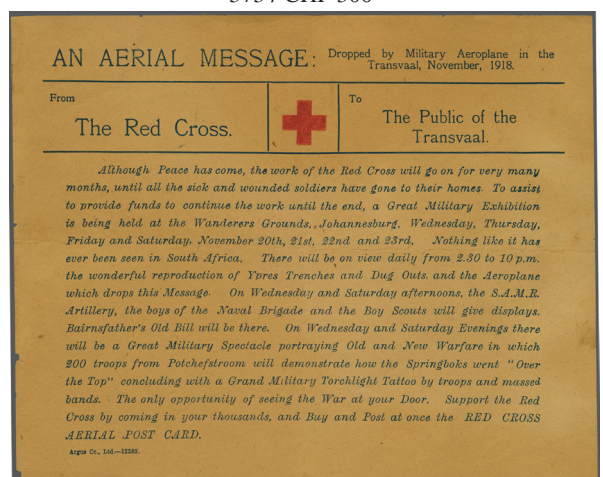 AN AERIAL MESSAGE:
Dropped by Military Aeroplane in the
Transvaal, November, 1918.
From
The Red Cross.
To
The Public of the
Transvaal.
Although Peace has come, the work of the Red Cross will go on for very many
months, until all the sick and wounded soldiers have gone to their homes. To assist
to provide funds to continue the work until the end, a Great Military Exhibition
is being held at the Wanderers Grounds, Johannesburg, Wednesday, Thursday,
Friday and Saturday, November 20th, 21st, 22nd and 23rd. Nothing like it has
ever been seen in South Africa. There will be on view daily from 2.30 to 10 p.m.
the wonderful reproduction of Ypres Trenches and Dug Outs, and the Aeroplane
which drops this Message. On Wednesday and Saturday afternoons, the S.A.M.R.
Artillery, the boys of the Naval Brigade and the Boy Scouts will give displays.
Bairnsfather's Old Bill will be there. On Wednesday and Saturday Evenings there
will be a Great Military Spectacle portraying Old and New Warfare in which
200 troops from Potchefstroom will demonstrate how the Springboks went "Over
the Top" concluding with a Grand Military Torchlight Tattoo by troops and massed
bands. The only opportunity of seeing the War at your Door. Support the Red
Cross by coming in your thousands, and Buy and Post at once the RED CROSS
AERIAL POST CARD.
Argus Co., Ltd.—12285.